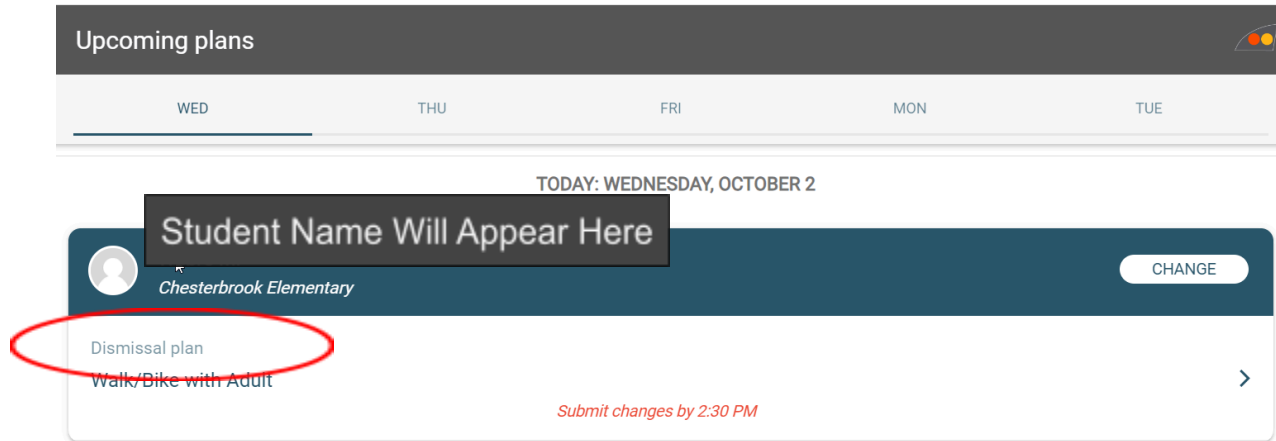 Upcoming plans
WED THU FRI MON TUE
TODAY: WEDNESDAY, OCTOBER 2
Student Name Will Appear Here
CHANGE
Chesterbrook Elementary
Dismissal plan
Walk/Bike with Adult
Submit changes by 2:30 PM